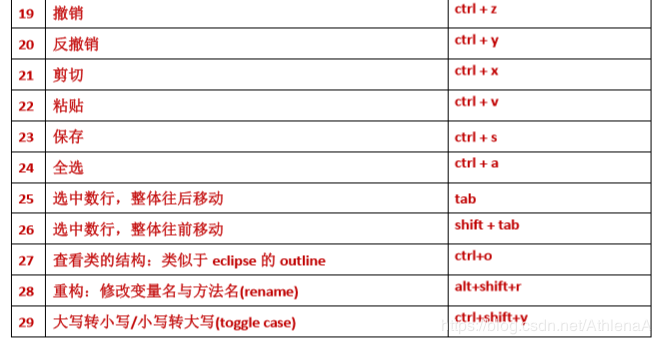 19 撤销 ctrl + z
20 反撤销 ctrl + y
21 剪切 ctrl + x
22 粘贴 ctrl + v
23 保存 ctrl + s
24 全选 ctrl + a
25 选中数行，整体往后移动 tab
26 选中数行，整体往前移动 shift + tab
27 查看类的结构：类似于 eclipse 的 outline ctrl+o
28 重构：修改变量名与方法名(rename) alt+shift+r
29 大写转小写/小写转大写(toggle case) ctrl+shift+y
https://blog.csdn.net/AthlenaA